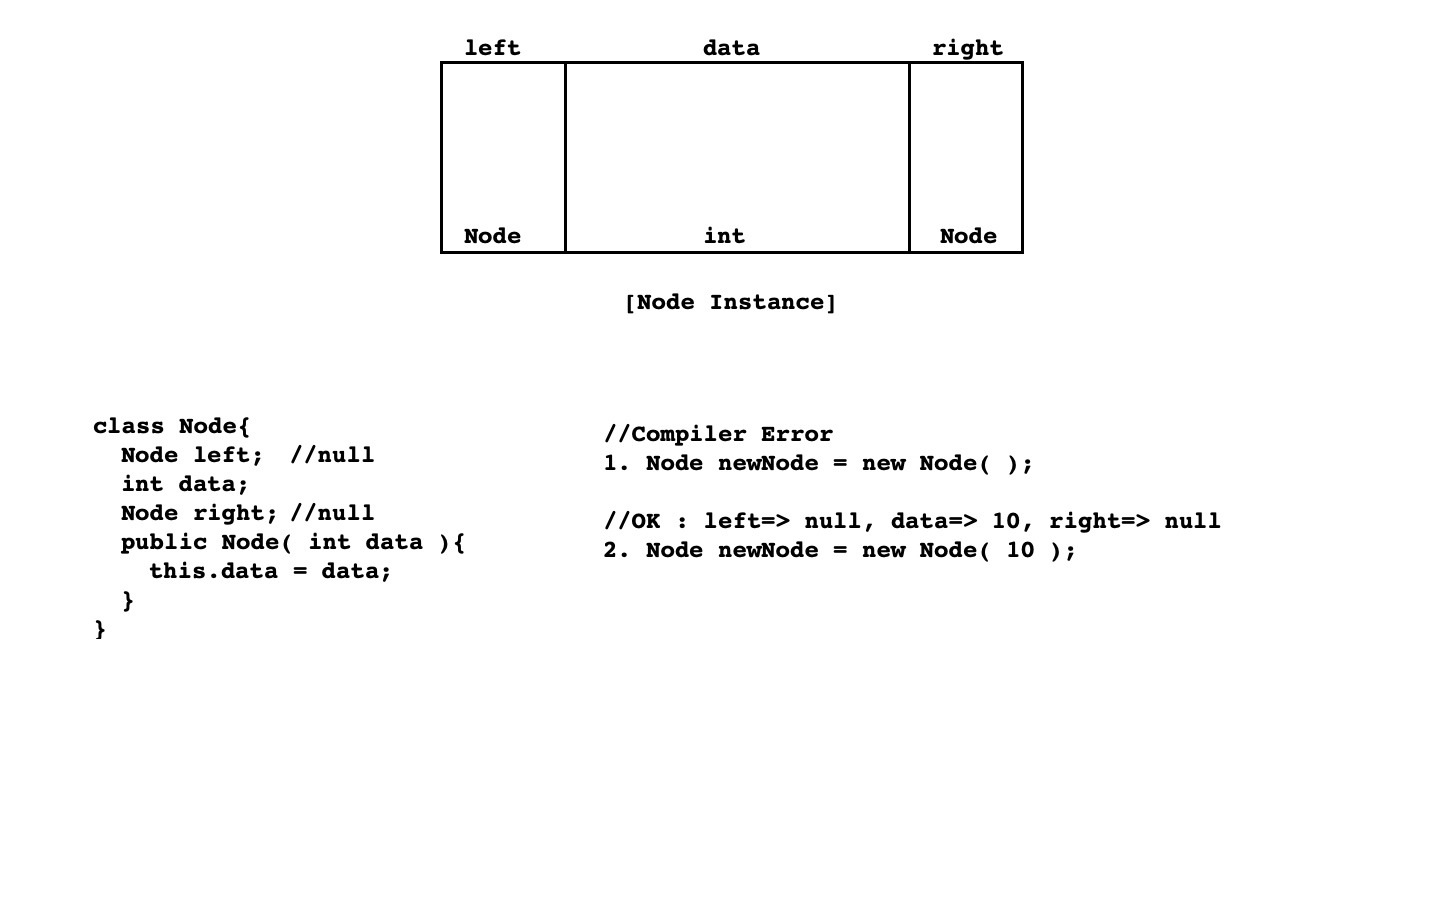 left data right
Node int Node
[Node Instance]
class Node{
Node left; //null
int data;
Node right; //null
public Node( int data ){
this.data = data;
}
}
//Compiler Error
1. Node newNode = new Node( );
//OK : left=> null, data=> 10, right=> null
2. Node newNode = new Node( 10 );